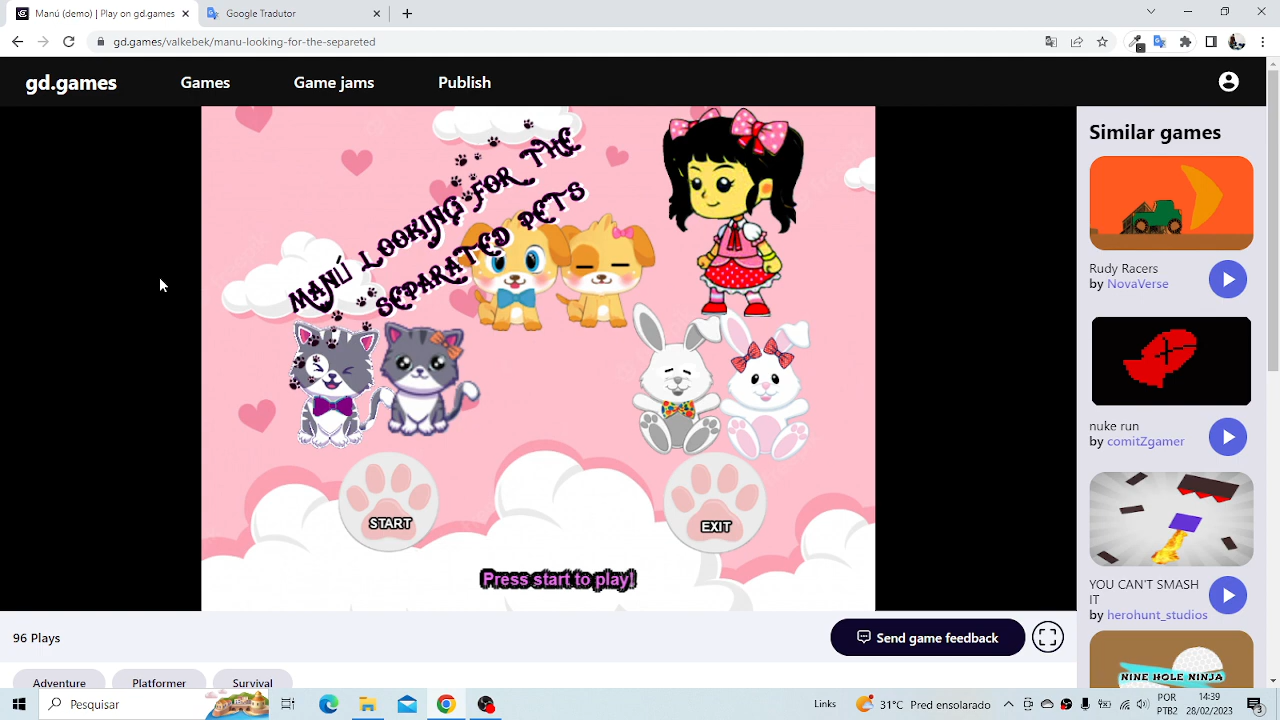 Manú (demo) | Play on gd.games
Google Tradutor
gd.games/valkebek/manu-looking-for-the-separeted
gd.games
Games
Game jams
Publish
MANÚ LOOKING FOR THE
SEPARATED PETS
START
EXIT
Press start to play!
96 Plays
Send game feedback
Adventure
Platformer
Survival
Similar games
Rudy Racers
by NovaVerse
nuke run
by comitZgamer
YOU CAN'T SMASH
IT
by herohunt_studios
NINE HOLE NINJA
Pesquisar
Links
31°C Pred ensolarado
POR
PTB2
14:39
28/02/2023
3